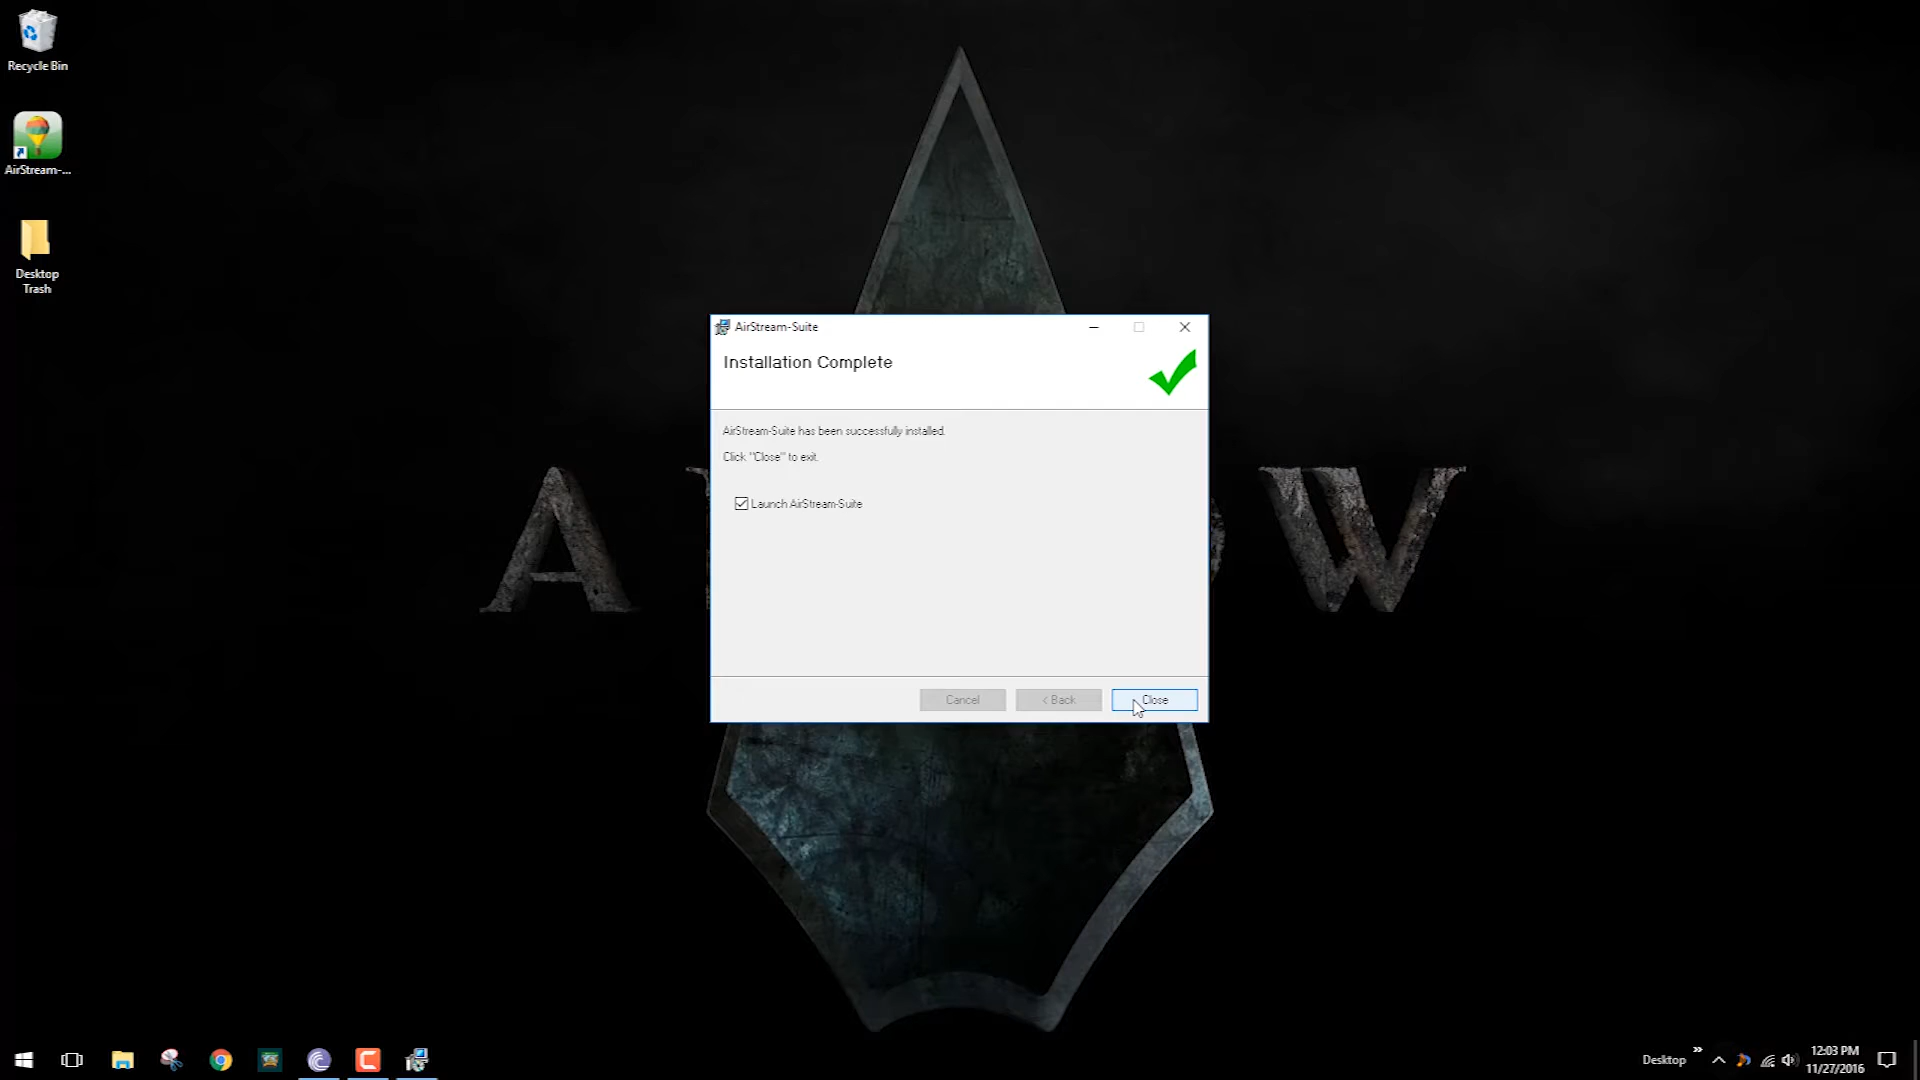 Recycle Bin
AirStream-...
Desktop
Trash
A
W
AirStream-Suite
Installation Complete
AirStream-Suite has been successfully installed.
Click "Close" to exit.
Launch AirStream-Suite
Cancel
< Back
Close
Desktop
12:03 PM
11/27/2016